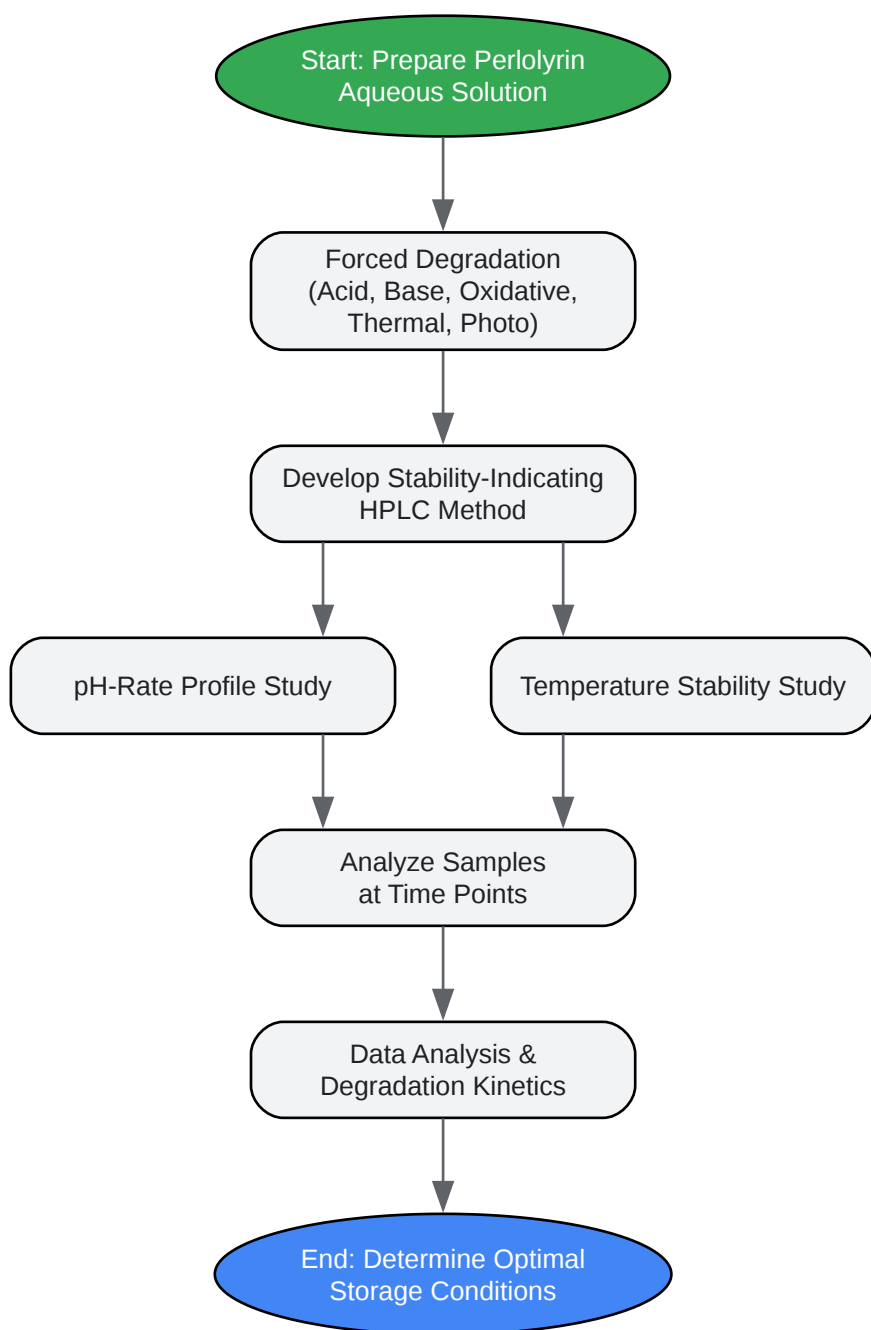 Start: Prepare Perlolyrin
Aqueous Solution
Forced Degradation
(Acid, Base, Oxidative,
Thermal, Photo)
Develop Stability-Indicating
HPLC Method
pH-Rate Profile Study
Temperature Stability Study
Analyze Samples
at Time Points
Data Analysis &
Degradation Kinetics
End: Determine Optimal
Storage Conditions